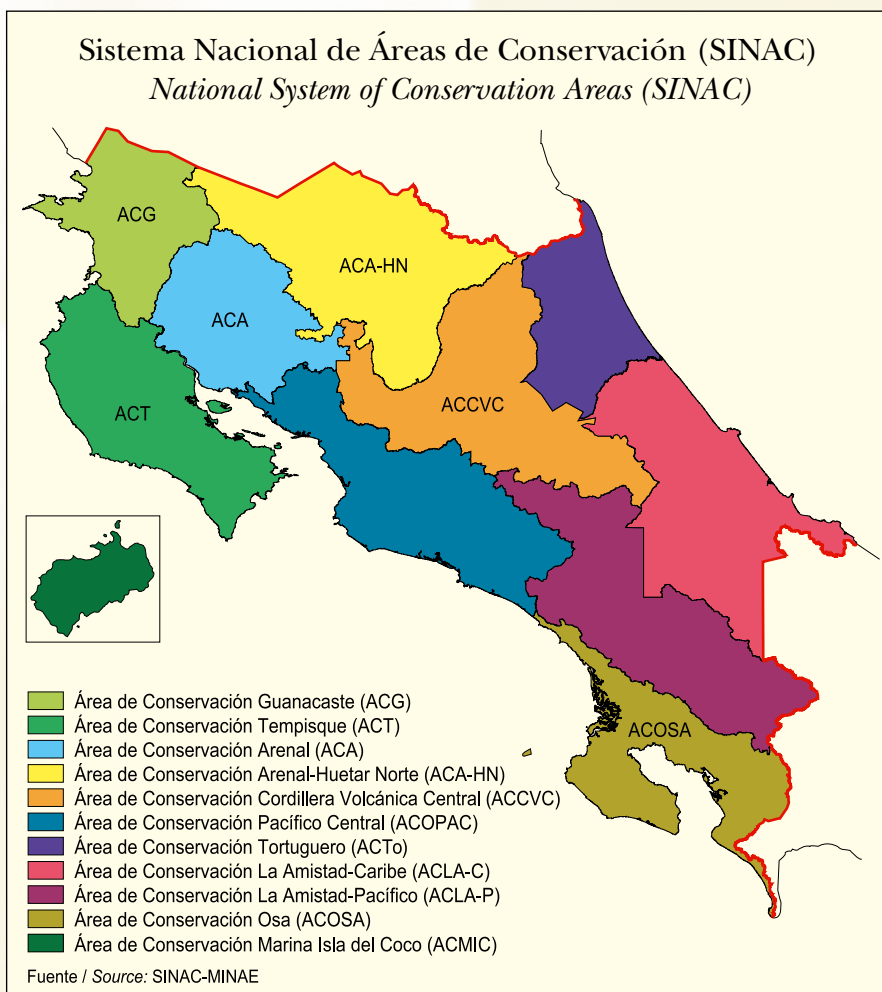 Sistema Nacional de Áreas de Conservación (SINAC)
National System of Conservation Areas (SINAC)
ACG
ACA-HN
ACA
ACT
ACCVC
ACOSA
Área de Conservación Guanacaste (ACG)
Área de Conservación Tempisque (ACT)
Área de Conservación Arenal (ACA)
Área de Conservación Arenal-Huetar Norte (ACA-HN)
Área de Conservación Cordillera Volcánica Central (ACCVC)
Área de Conservación Pacífico Central (ACOPAC)
Área de Conservación Tortuguero (ACTo)
Área de Conservación La Amistad-Caribe (ACLA-C)
Área de Conservación La Amistad-Pacífico (ACLA-P)
Área de Conservación Osa (ACOSA)
Área de Conservación Marina Isla del Coco (ACMIC)
Fuente / Source: SINAC-MINAE